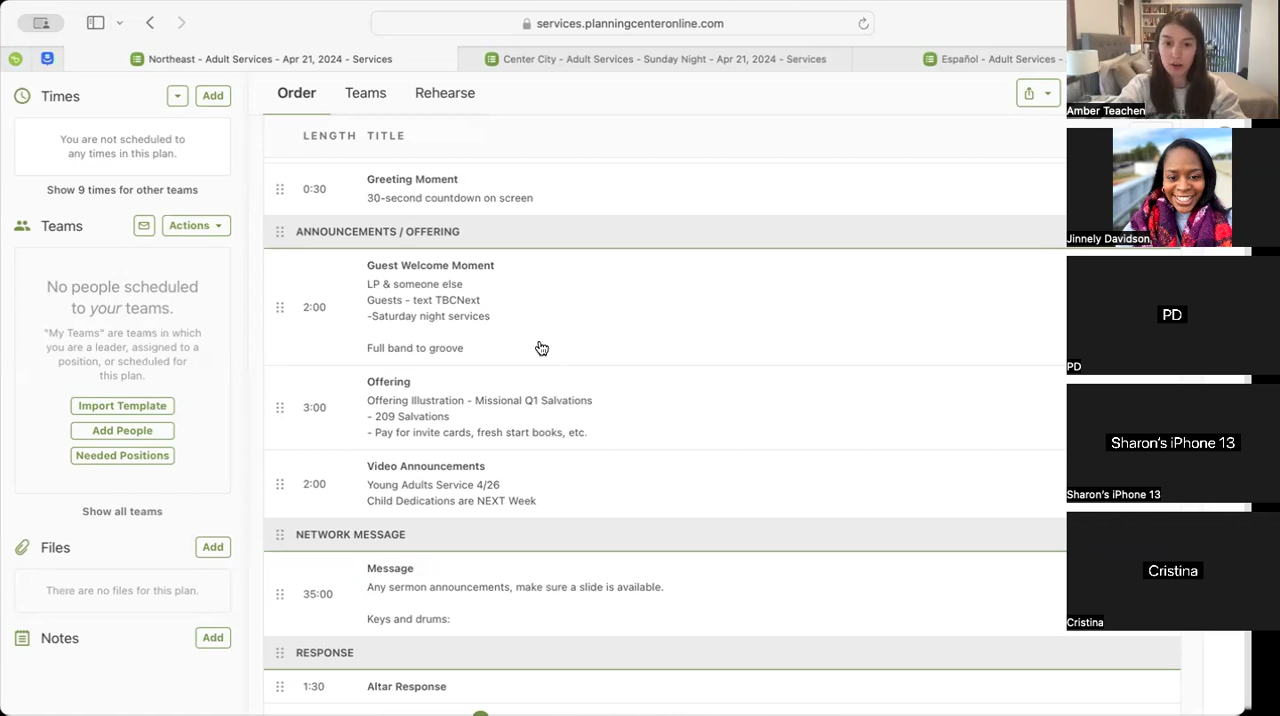 services.planningcenteronline.com
Northeast - Adult Services - Apr 21, 2024 - Services
Center City - Adult Services - Sunday Night - Apr 21, 2024 - Services
Español - Adult Services -
Times
Add
You are not scheduled to
any times in this plan.
Show 9 times for other teams
Teams
Actions
No people scheduled
to your teams.
"My Teams" are teams in which
you are a leader, assigned to a
position, or scheduled for
this plan.
Import Template
Add People
Needed Positions
Show all teams
Files
Add
There are no files for this plan.
Notes
Add
Order
Teams
Rehearse
LENGTH TITLE
0:30
Greeting Moment
30-second countdown on screen
ANNOUNCEMENTS / OFFERING
2:00
Guest Welcome Moment
LP & someone else
Guests - text TBCNext
-Saturday night services
Full band to groove
3:00
Offering
Offering Illustration - Missional Q1 Salvations
- 209 Salvations
- Pay for invite cards, fresh start books, etc.
2:00
Video Announcements
Young Adults Service 4/26
Child Dedications are NEXT Week
NETWORK MESSAGE
35:00
Message
Any sermon announcements, make sure a slide is available.
Keys and drums:
RESPONSE
1:30
Altar Response
Amber Teachen
Jinnely Davidson
PD
PD
Sharon's iPhone 13
Sharon's iPhone 13
Cristina
Cristina